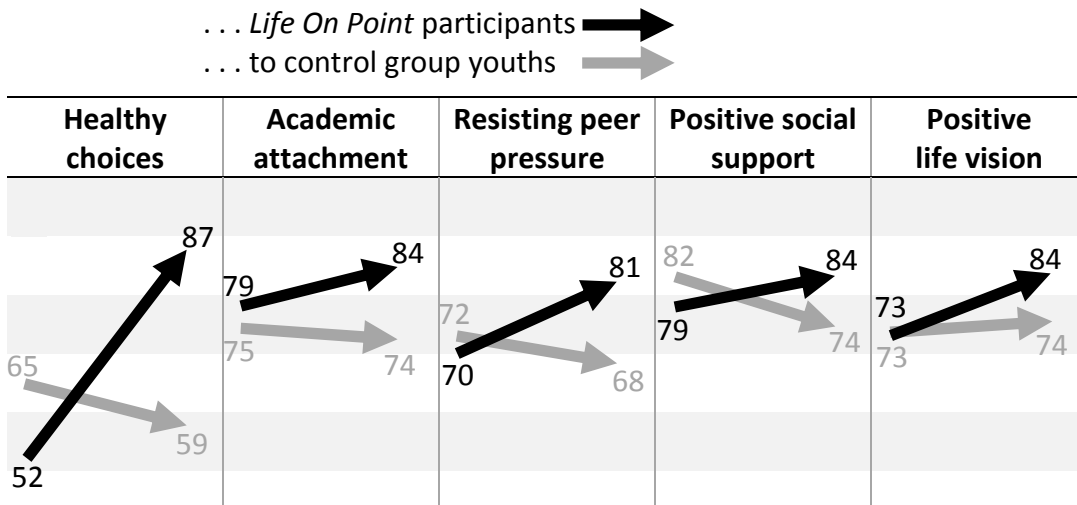 . . . Life On Point participants
. . . to control group youths
Healthy choices
Academic attachment
Resisting peer pressure
Positive social support
Positive life vision
87
65
59
52
79
84
75
74
81
72
70
68
82
84
79
74
84
73
73
74